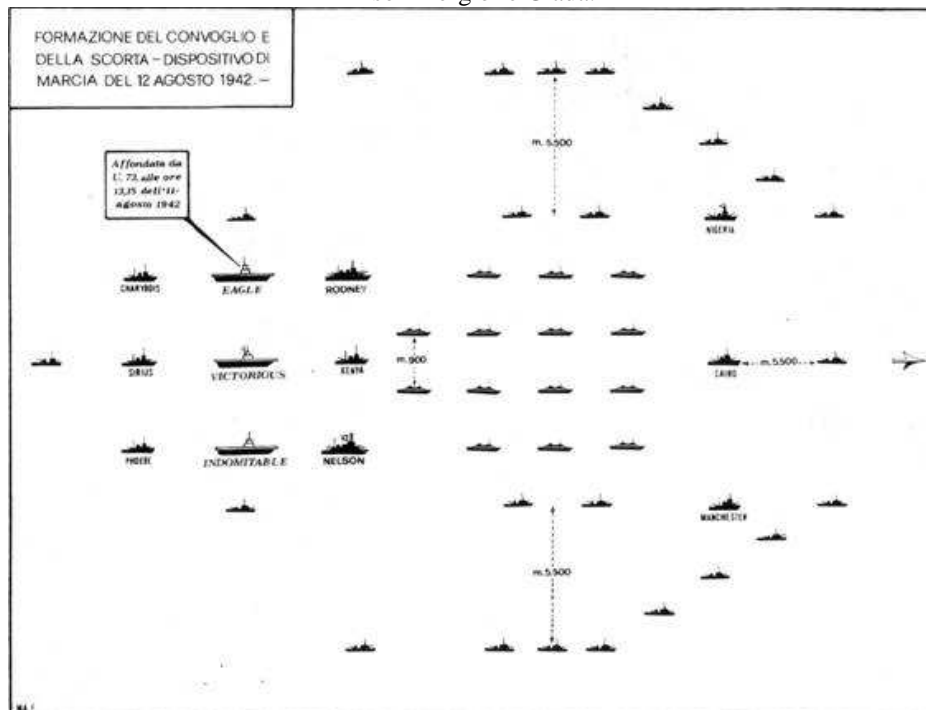 FORMAZIONE DEL CONVOGLIO E
DELLA SCORTA - DISPOSITIVO DI
MARCIA DEL 12 AGOSTO 1942. -
Affondata da
U. 73, alle ore
13,15 dell'11-
agosto 1942
m. 5.500
NIGERIA
CHARYBDIS
EAGLE
RODNEY
SIRIUS
VICTORIOUS
KENYA
m. 900
CAIRO
m. 5.500
PHOEBE
INDOMITABLE
NELSON
MANCHESTER
m. 5.500